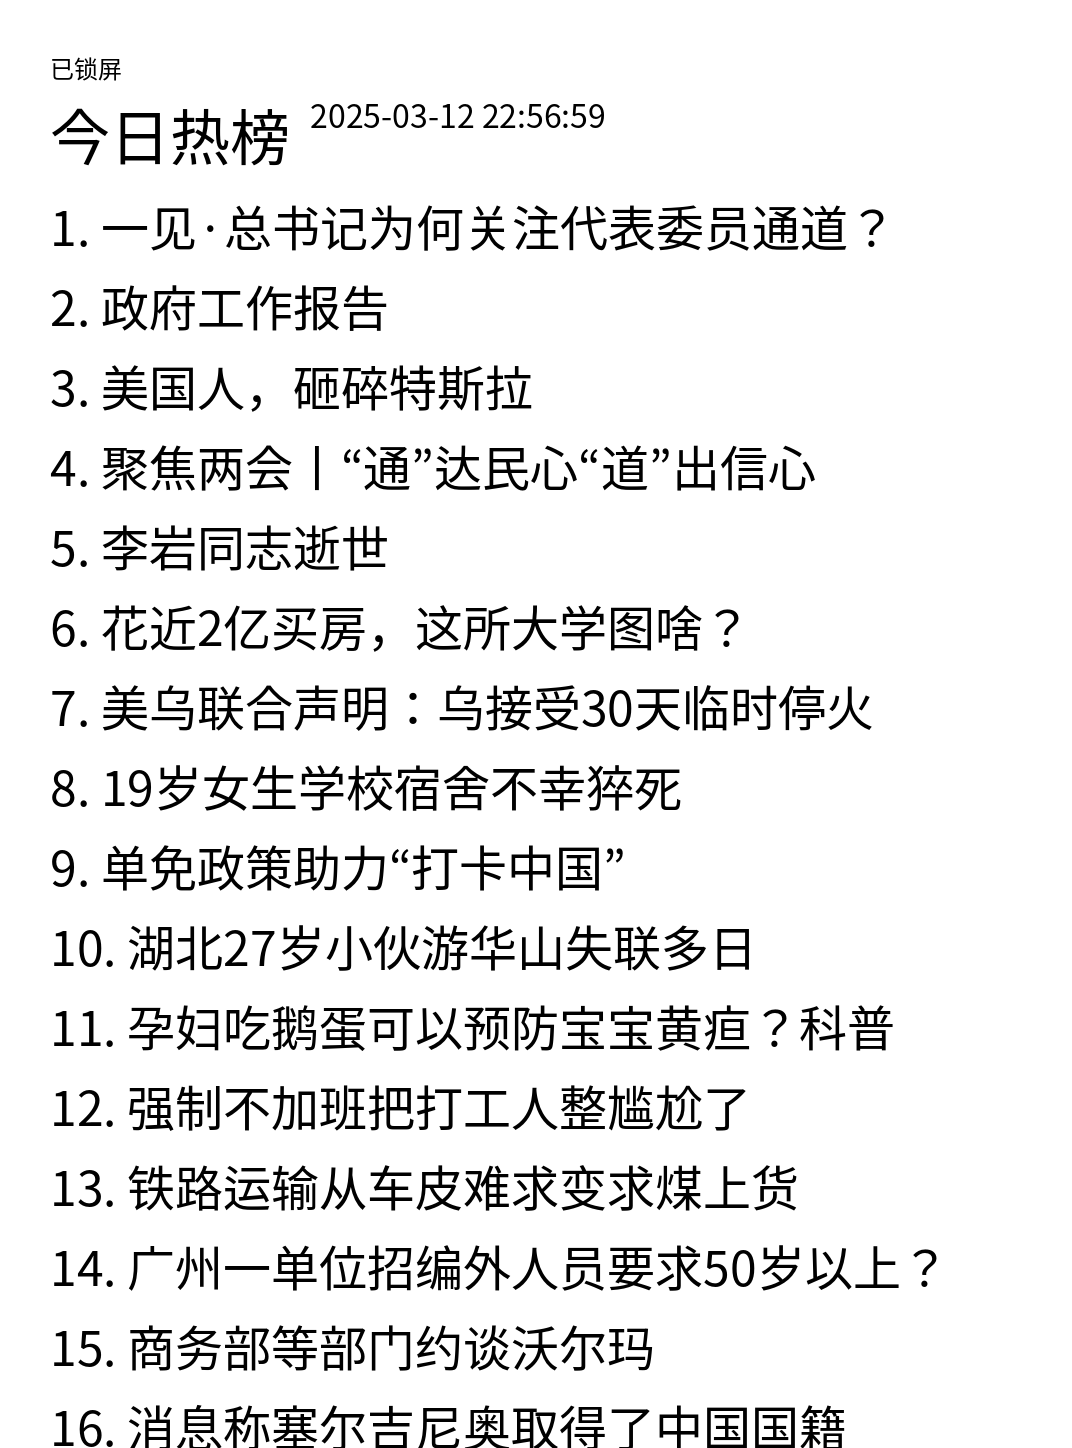 已锁屏
今日热榜 2025-03-12 22:56:59
1. 一见·总书记为何关注代表委员通道？
2. 政府工作报告
3. 美国人，砸碎特斯拉
4. 聚焦两会丨“通”达民心“道”出信心
5. 李岩同志逝世
6. 花近2亿买房，这所大学图啥？
7. 美乌联合声明：乌接受30天临时停火
8. 19岁女生学校宿舍不幸猝死
9. 单免政策助力“打卡中国”
10. 湖北27岁小伙游华山失联多日
11. 孕妇吃鹅蛋可以预防宝宝黄疸？科普
12. 强制不加班把打工人整尴尬了
13. 铁路运输从车皮难求变求煤上货
14. 广州一单位招编外人员要求50岁以上？
15. 商务部等部门约谈沃尔玛
16. 消息称塞尔吉尼奥取得了中国国籍